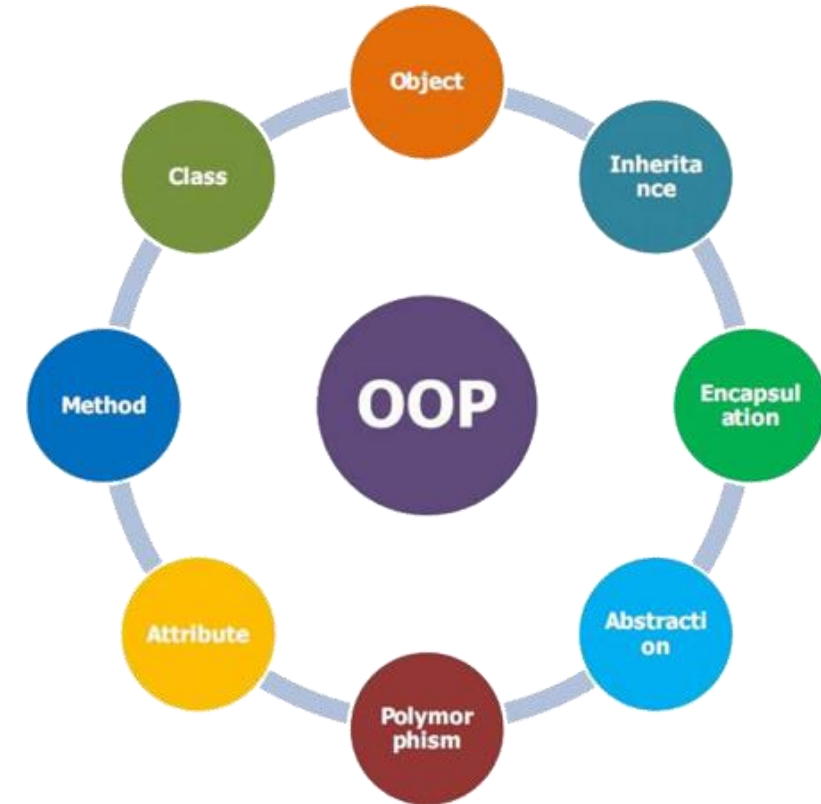 Object
Inherita
nce
Encapsul
ation
Abstracti
on
Polymor
phism
Attribute
Method
Class
OOP